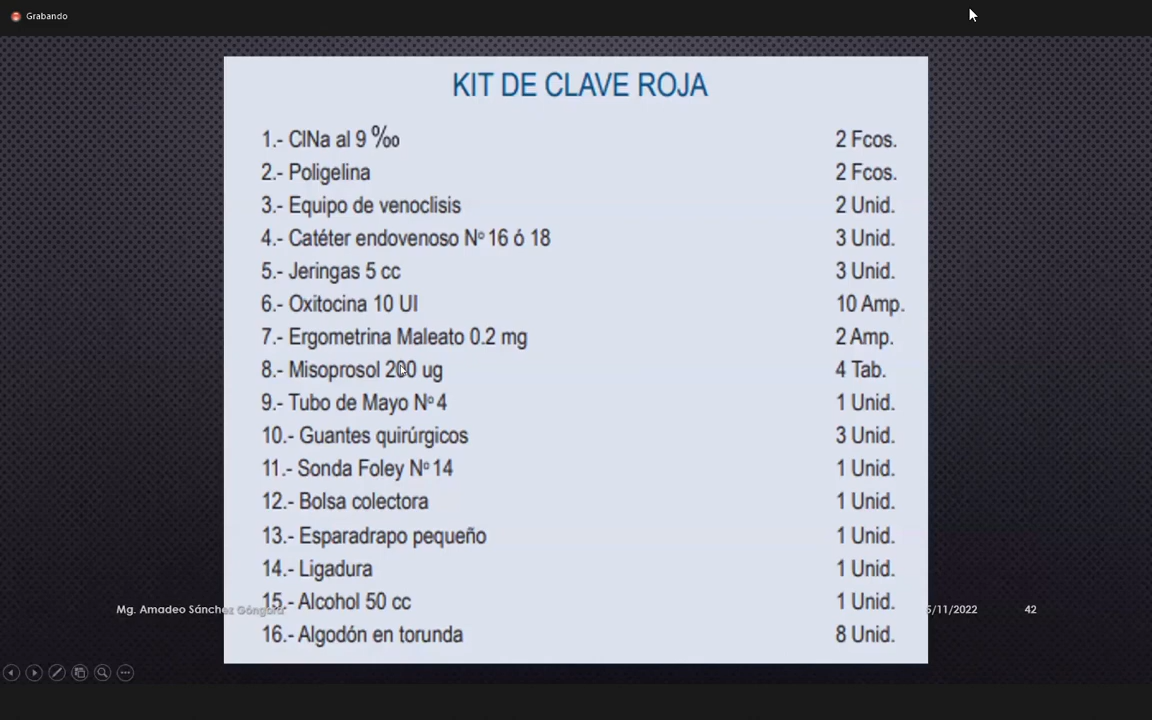 Grabando
KIT DE CLAVE ROJA
1.- ClNa al 9 ‰ 2 Fcos.
2.- Poligelina 2 Fcos.
3.- Equipo de venoclisis 2 Unid.
4.- Catéter endovenoso Nº 16 ó 18 3 Unid.
5.- Jeringas 5 cc 3 Unid.
6.- Oxitocina 10 UI 10 Amp.
7.- Ergometrina Maleato 0.2 mg 2 Amp.
8.- Misoprosol 200 ug 4 Tab.
9.- Tubo de Mayo Nº 4 1 Unid.
10.- Guantes quirúrgicos 3 Unid.
11.- Sonda Foley Nº 14 1 Unid.
12.- Bolsa colectora 1 Unid.
13.- Esparadrapo pequeño 1 Unid.
14.- Ligadura 1 Unid.
15.- Alcohol 50 cc 1 Unid.
Mg. Amadeo Sánchez Góngora 5/11/2022 42
16.- Algodón en torunda 8 Unid.